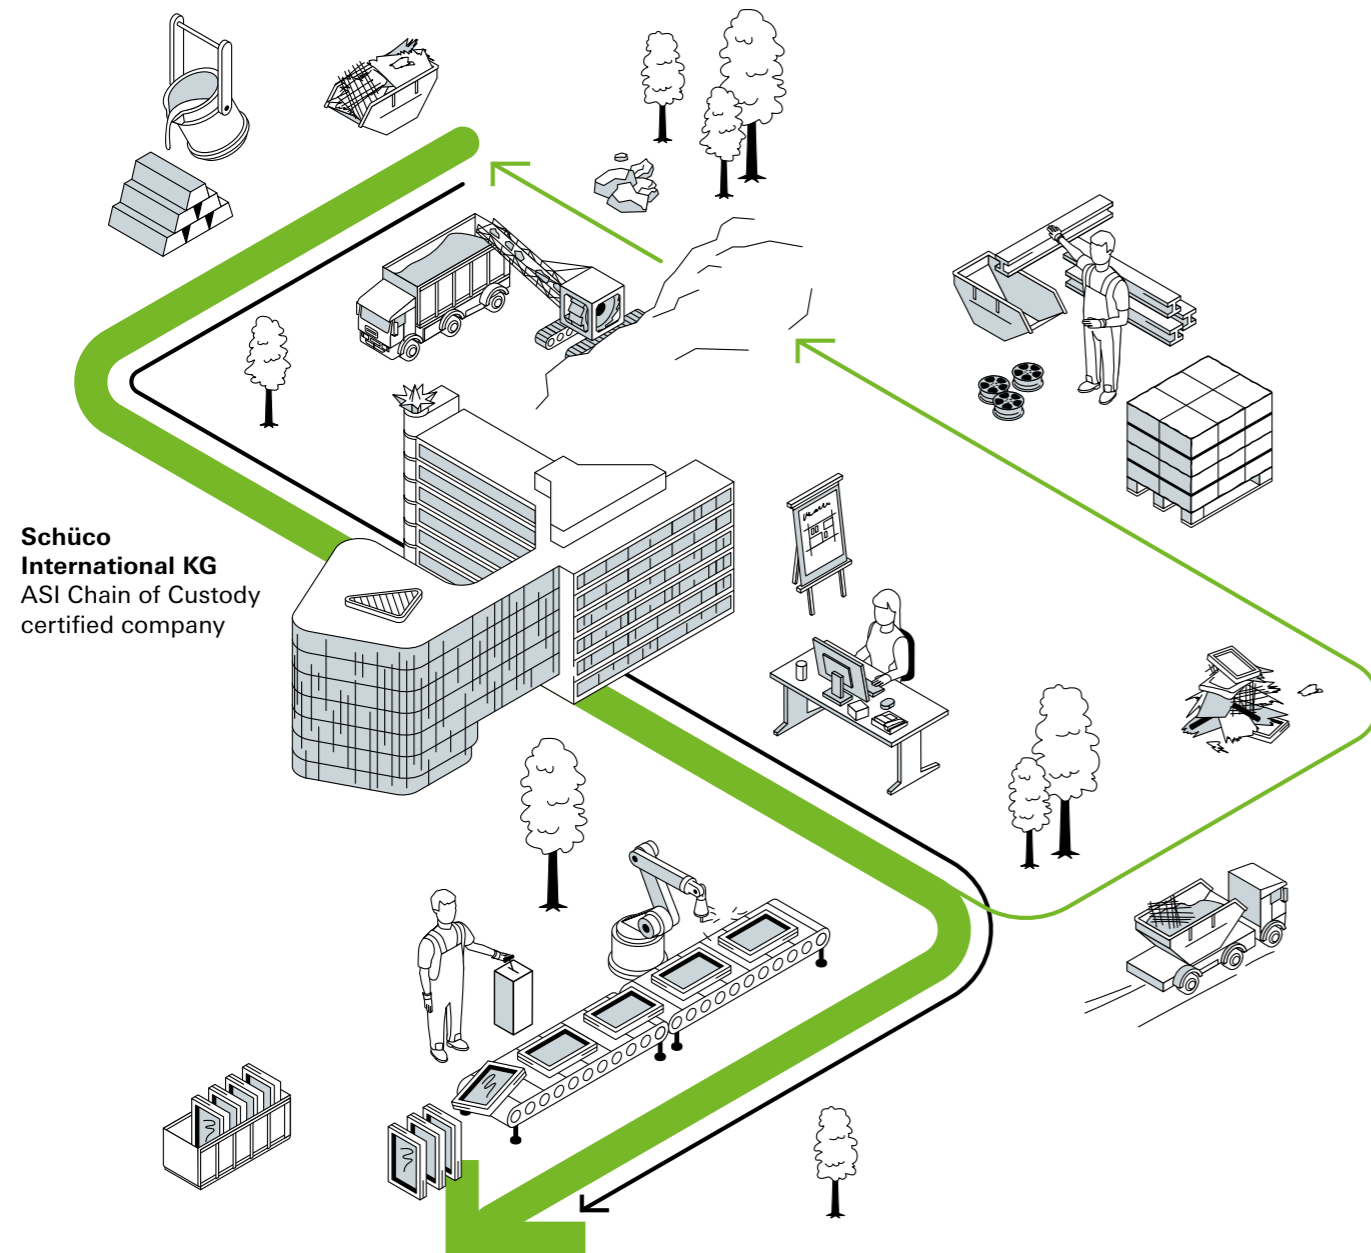 Schüco
International KG
ASI Chain of Custody
certified company